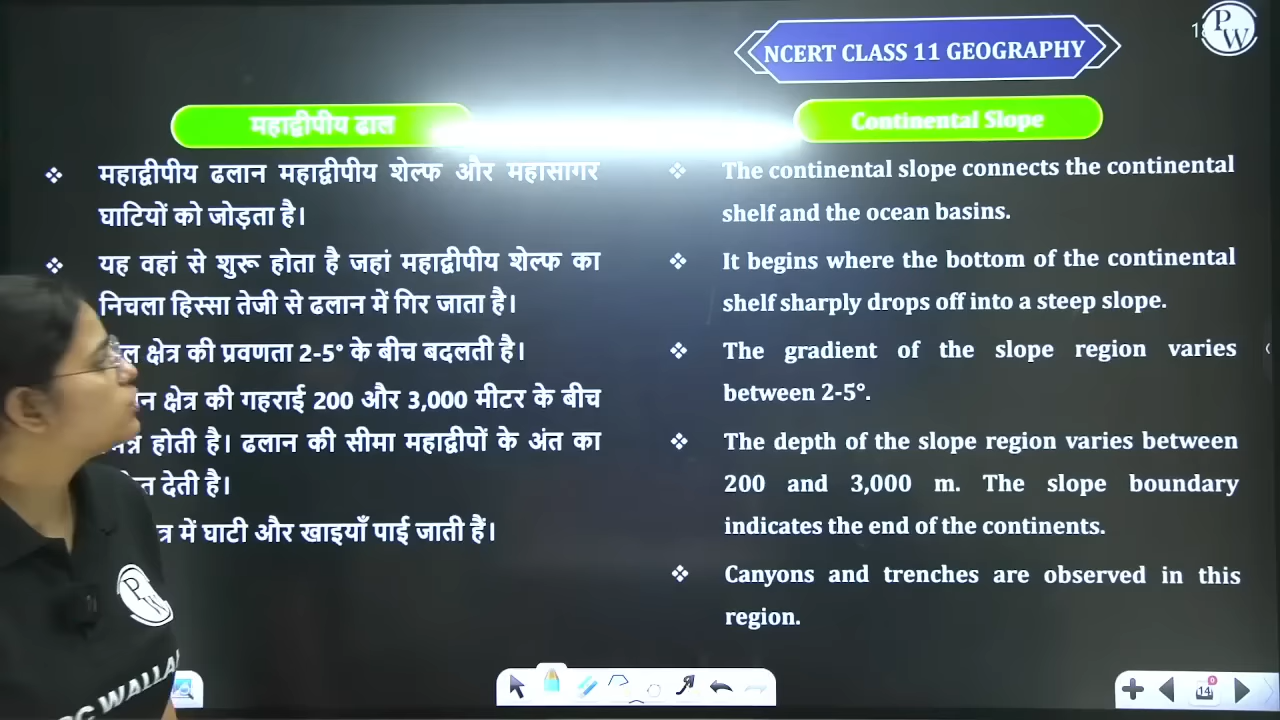 NCERT CLASS 11 GEOGRAPHY
PW
महाद्वीपीय ढाल
महाद्वीपीय ढलान महाद्वीपीय शेल्फ और महासागर
घाटियों को जोड़ता है।
यह वहां से शुरू होता है जहां महाद्वीपीय शेल्फ का
निचला हिस्सा तेजी से ढलान में गिर जाता है।
क्षेत्र की प्रवणता 2-5° के बीच बदलती है।
क्षेत्र की गहराई 200 और 3,000 मीटर के बीच
होती है। ढलान की सीमा महाद्वीपों के अंत का
देती है।
में घाटी और खाइयाँ पाई जाती हैं।
Continental Slope
The continental slope connects the continental
shelf and the ocean basins.
It begins where the bottom of the continental
shelf sharply drops off into a steep slope.
The gradient of the slope region varies
between 2-5°.
The depth of the slope region varies between
200 and 3,000 m. The slope boundary
indicates the end of the continents.
Canyons and trenches are observed in this
region.
PW
WALLA
14